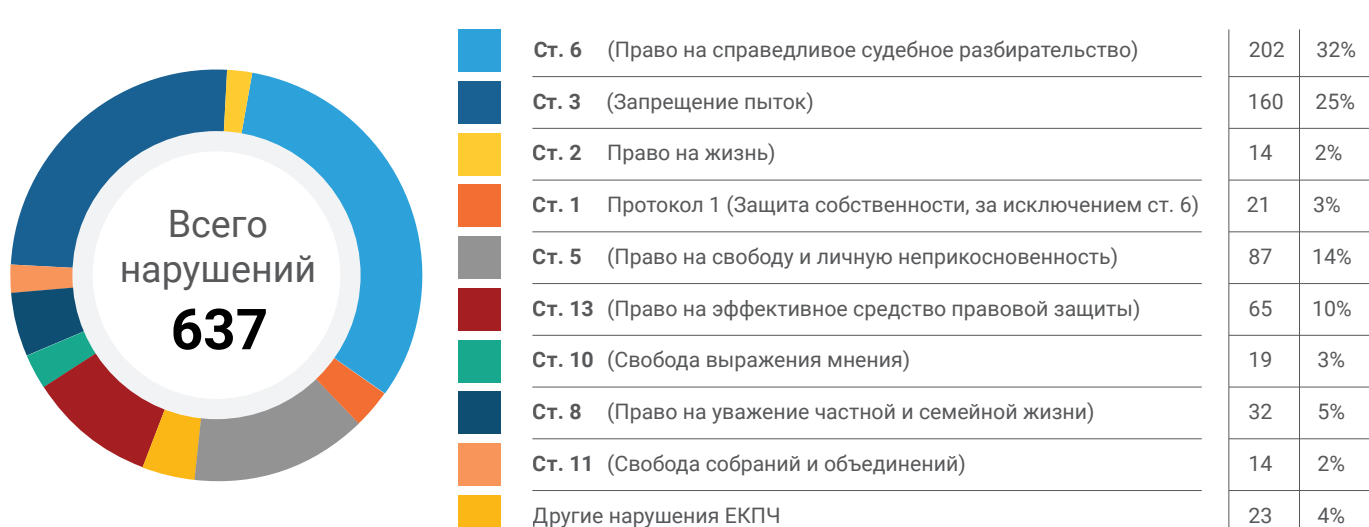 Всего
нарушений
637
Ст. 6 (Право на справедливое судебное разбирательство) 202 32%
Ст. 3 (Запрещение пыток) 160 25%
Ст. 2 Право на жизнь) 14 2%
Ст. 1 Протокол 1 (Защита собственности, за исключением ст. 6) 21 3%
Ст. 5 (Право на свободу и личную неприкосновенность) 87 14%
Ст. 13 (Право на эффективное средство правовой защиты) 65 10%
Ст. 10 (Свобода выражения мнения) 19 3%
Ст. 8 (Право на уважение частной и семейной жизни) 32 5%
Ст. 11 (Свобода собраний и объединений) 14 2%
Другие нарушения ЕКПЧ 23 4%